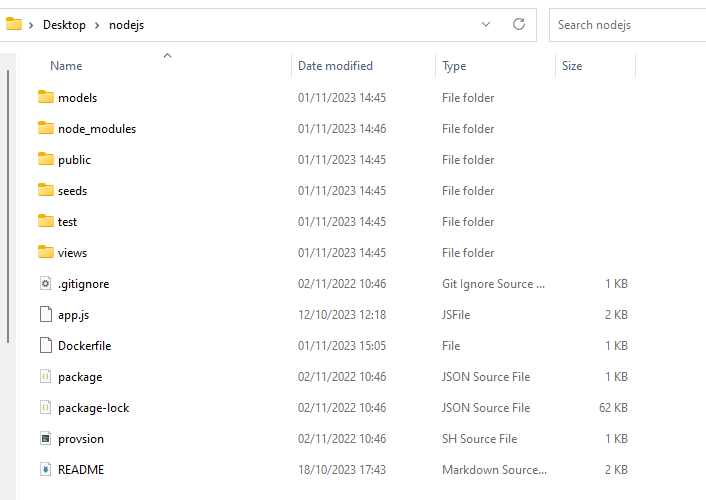 Desktop nodejs Search nodejs
Name Date modified Type Size
models 01/11/2023 14:45 File folder
node_modules 01/11/2023 14:46 File folder
public 01/11/2023 14:45 File folder
seeds 01/11/2023 14:45 File folder
test 01/11/2023 14:45 File folder
views 01/11/2023 14:45 File folder
.gitignore 02/11/2022 10:46 Git Ignore Source ... 1 KB
app.js 12/10/2023 12:18 JSFile 2 KB
Dockerfile 01/11/2023 15:05 File 1 KB
package 02/11/2022 10:46 JSON Source File 1 KB
package-lock 02/11/2022 10:46 JSON Source File 62 KB
provsion 02/11/2022 10:46 SH Source File 1 KB
README 18/10/2023 17:43 Markdown Source... 2 KB